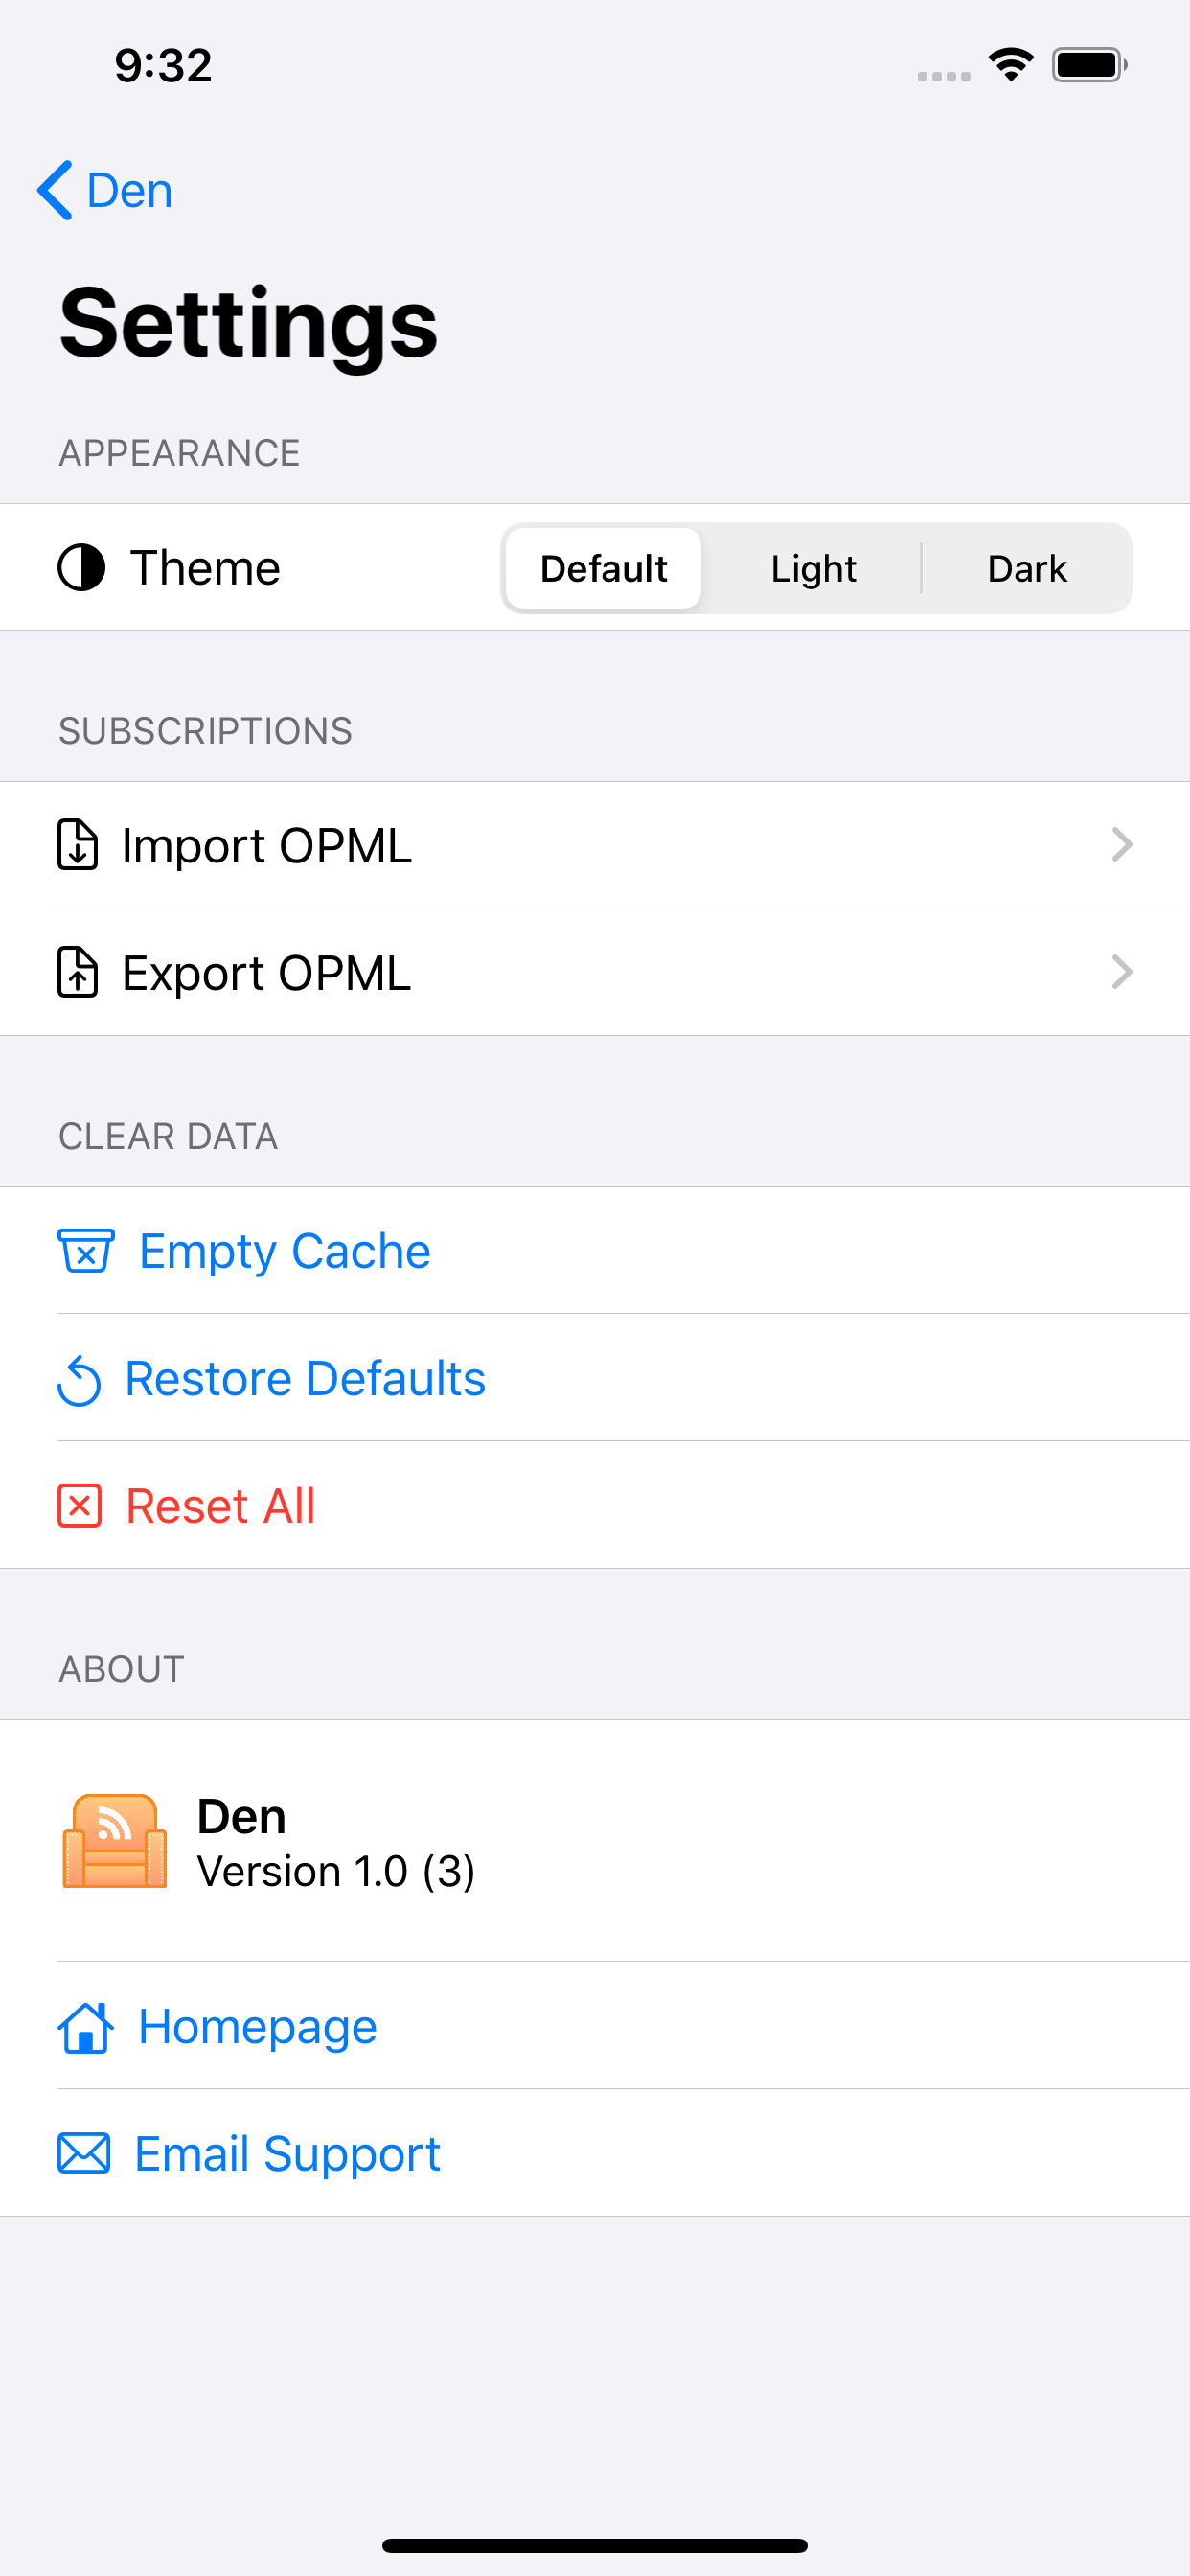 9:32
Den
Settings
APPEARANCE
Theme Default Light Dark
SUBSCRIPTIONS
Import OPML
Export OPML
CLEAR DATA
Empty Cache
Restore Defaults
Reset All
ABOUT
Den
Version 1.0 (3)
Homepage
Email Support